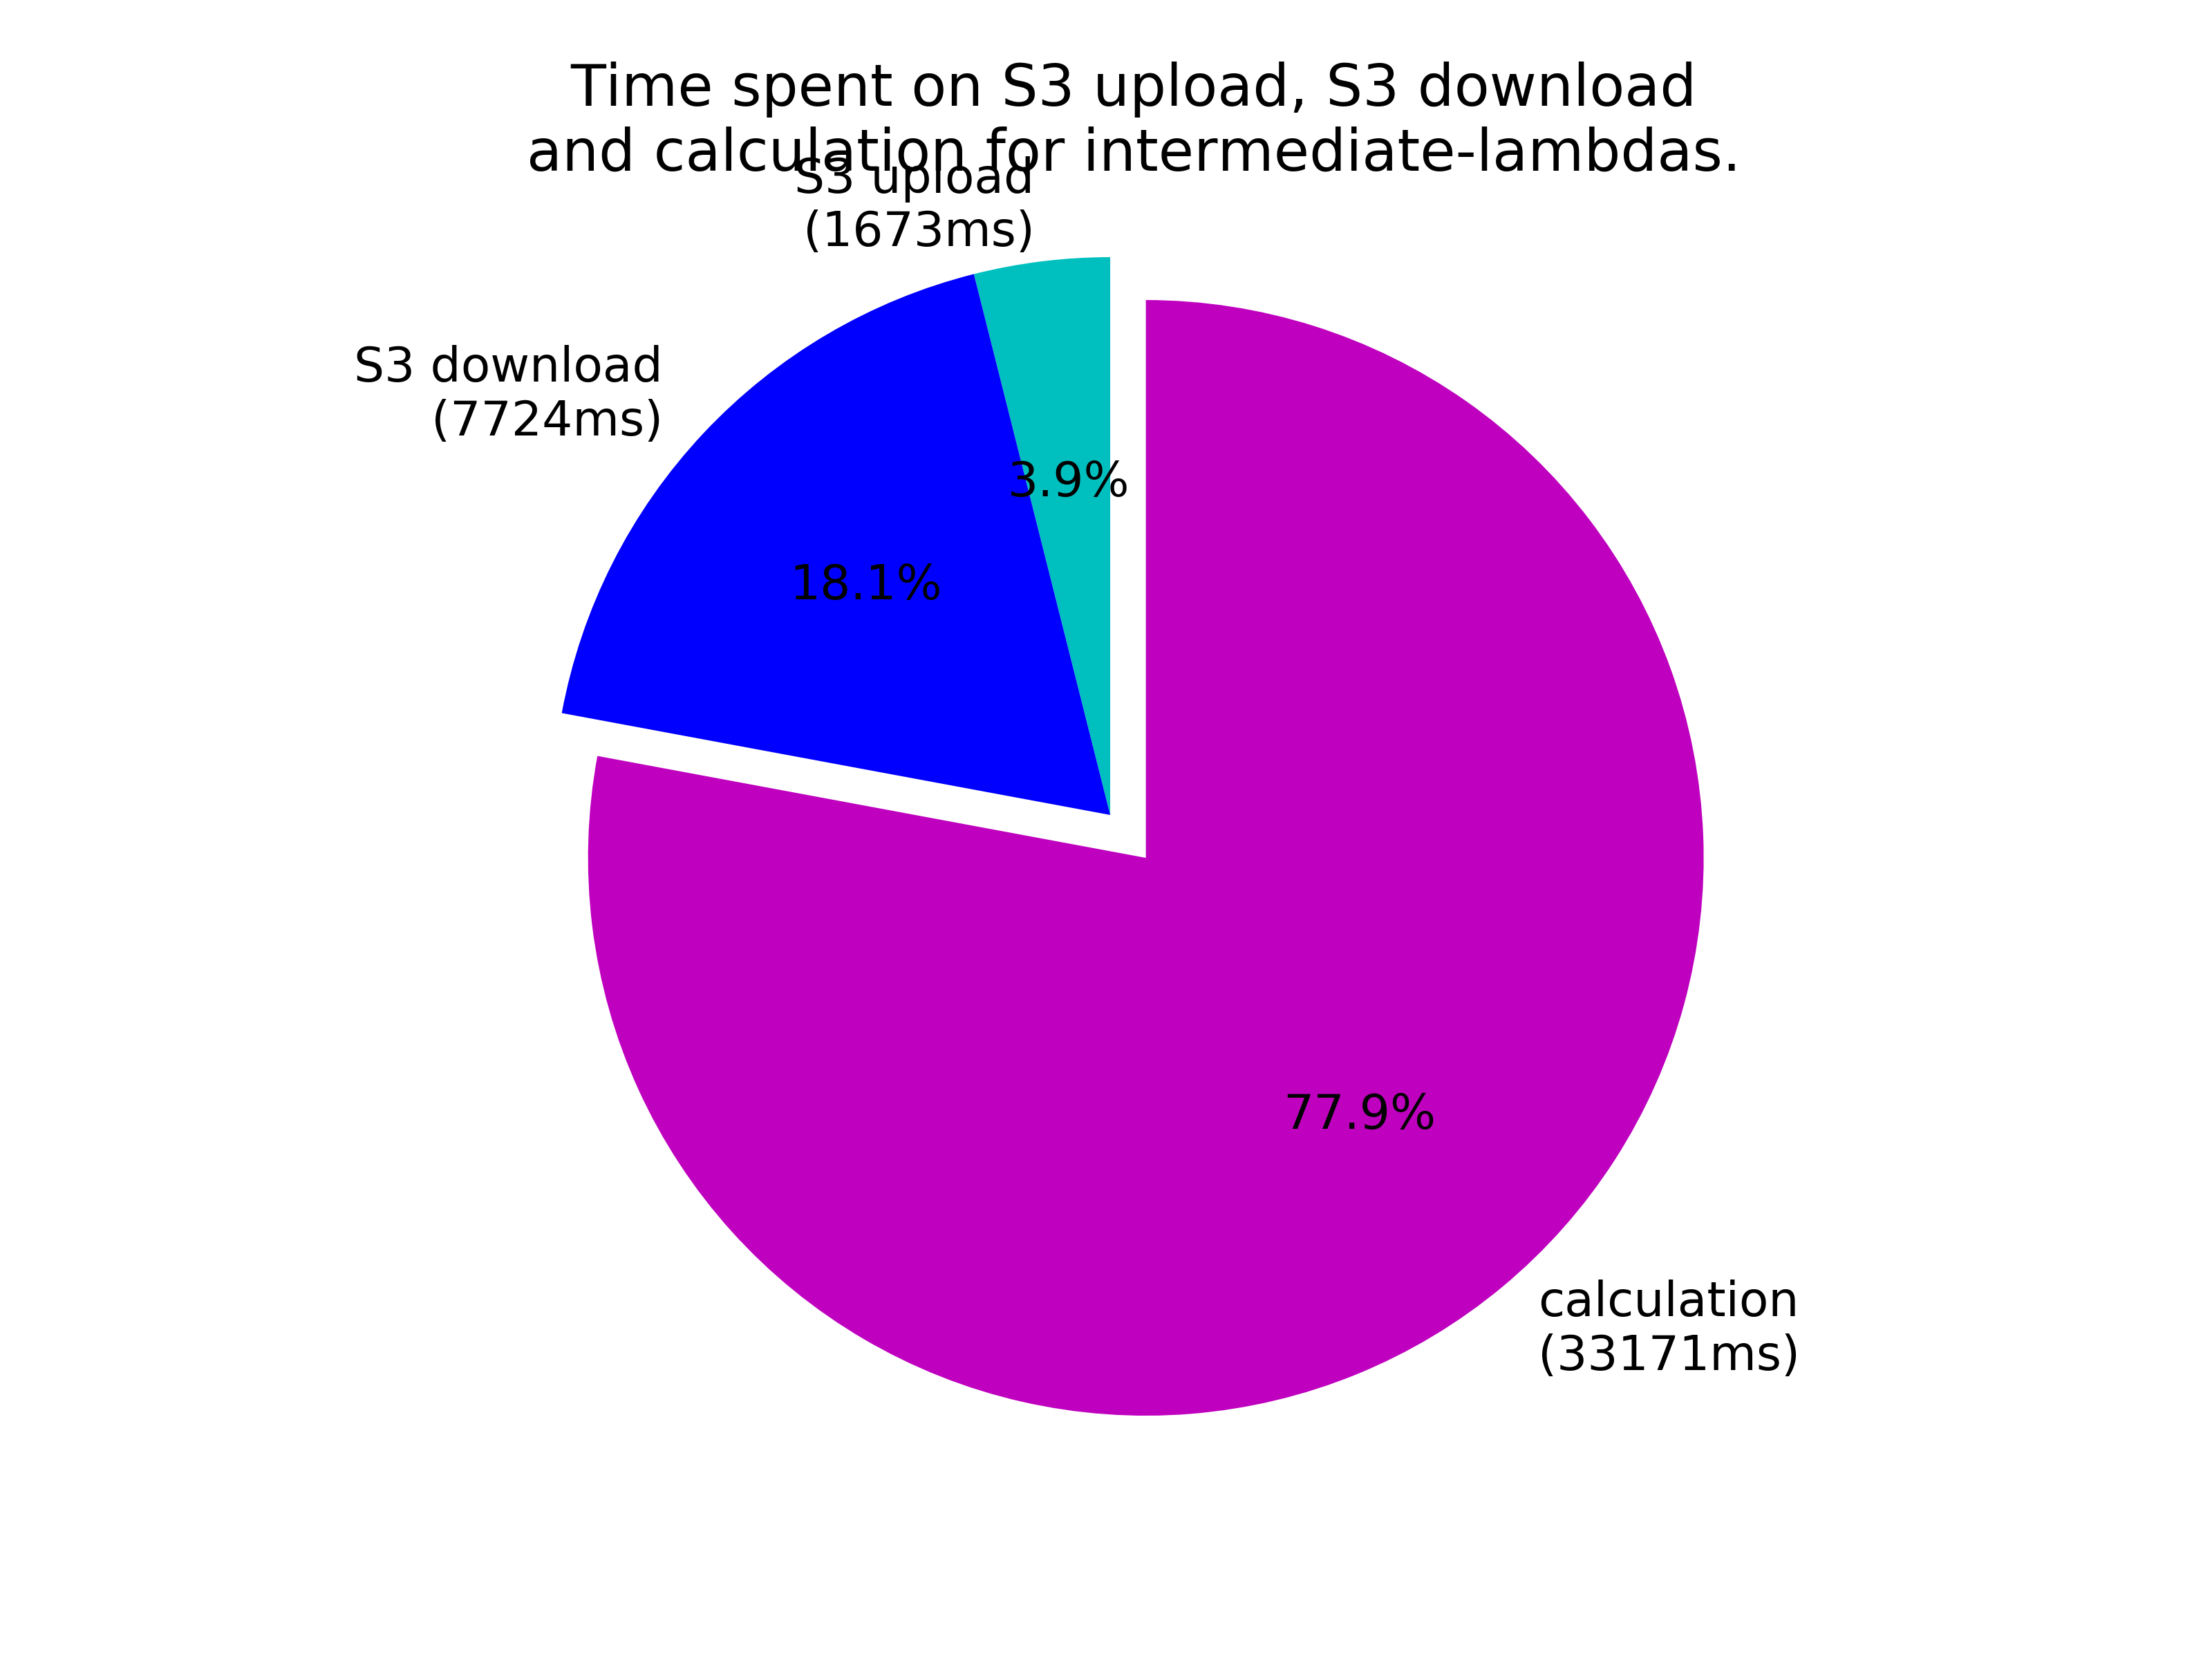 Time spent on S3 upload, S3 download
and calculation for intermediate-lambdas.
S3 upload
(1673ms)
S3 download
(7724ms)
3.9%
18.1%
77.9%
calculation
(33171ms)